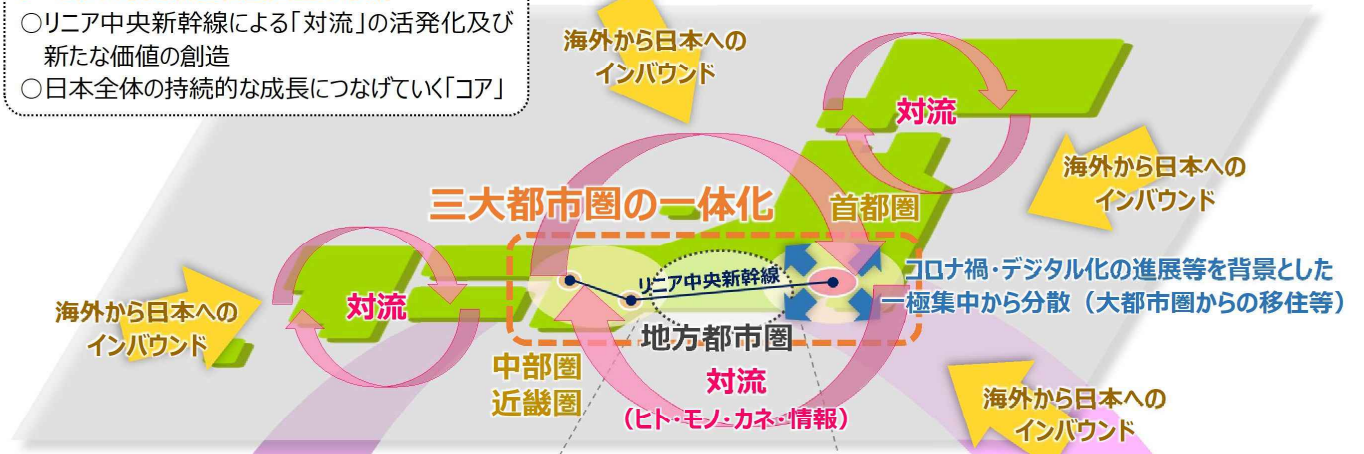 ○リニア中央新幹線による「対流」の活発化及び
新たな価値の創造
○日本全体の持続的な成長につなげていく「コア」
海外から日本への
インバウンド
対流
海外から日本への
インバウンド
三大都市圏の一体化
首都圏
リニア中央新幹線
コロナ禍・デジタル化の進展等を背景とした
一極集中から分散（大都市圏からの移住等）
対流
海外から日本への
インバウンド
地方都市圏
中部圏
近畿圏
対流
（ヒト・モノ・カネ・情報）
海外から日本への
インバウンド